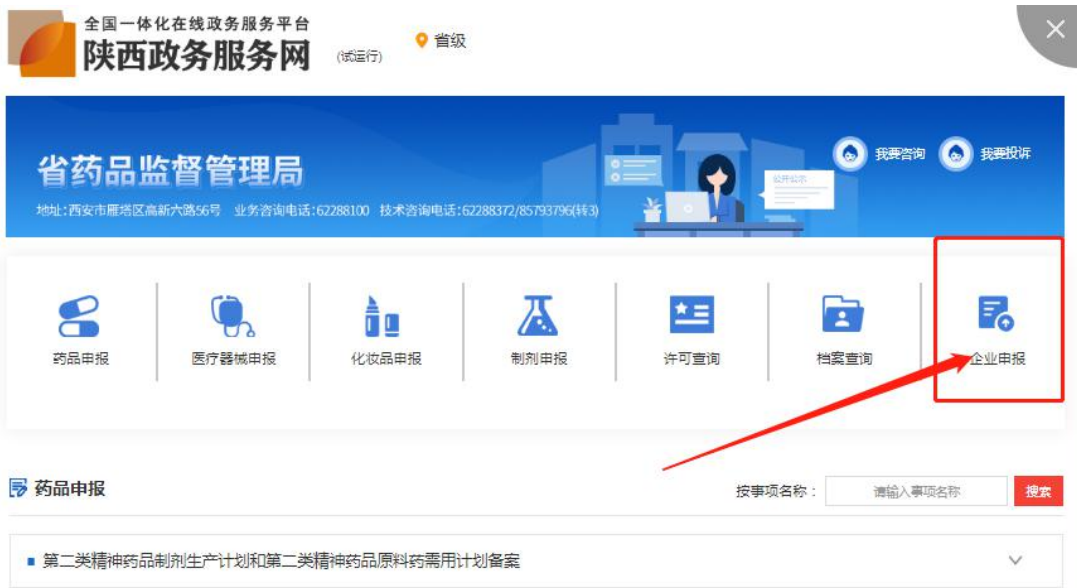 全国一体化在线政务服务平台
陕西政务服务网 (试运行) 省级
省药品监督管理局
我要咨询 我要投诉
公开公示
地址:西安市雁塔区高新六路56号 业务咨询电话:62288100 技术咨询电话:62288372/85793796(转3)
药品申报 医疗器械申报 化妆品申报 制剂申报 许可查询 档案查询 企业申报
药品申报 按事项名称: 请输入事项名称 搜索
第二类精神药品制剂生产计划和第二类精神药品原料药需用计划备案